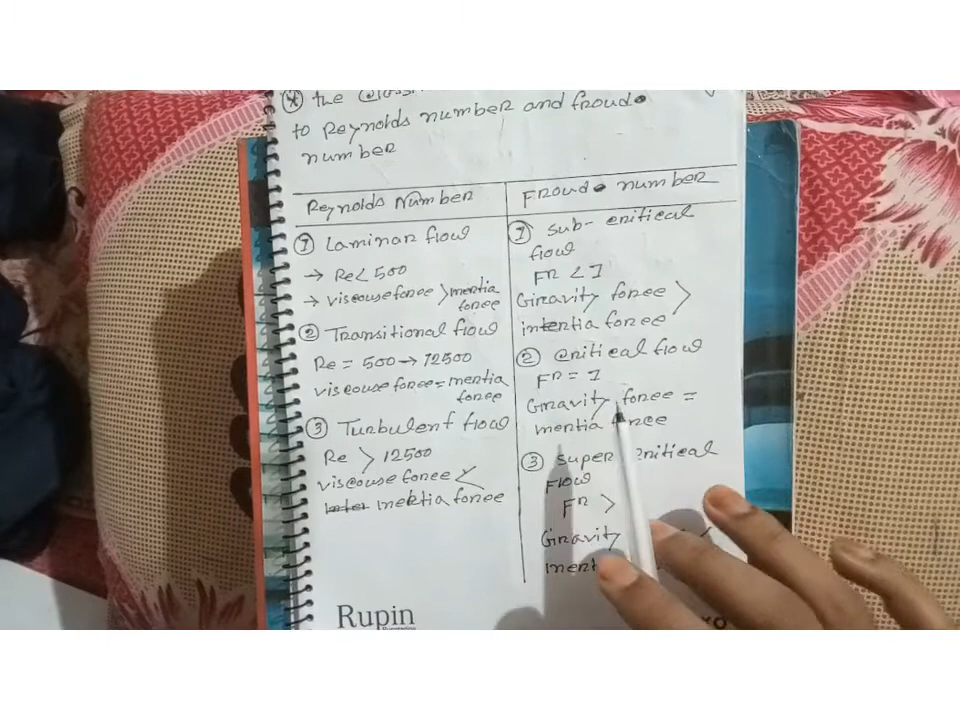 ④ the
to Reynolds number and froude
number
Reynolds Number
① Laminar flow
→ Re < 500
→ viscouse force > inertia
force
② Transitional flow
Re = 500 → 12500
viscouse force = inertia
force
③ Turbulent flow
Re > 12500
viscouse force <
inertia force
Froude number
① Sub-critical
flow
Fr < 1
Gravity force >
intertia force
② critical flow
Fr = 1
Gravity force =
inertia force
③ super critical
Flow
Fr >
Gravity <
Rupin